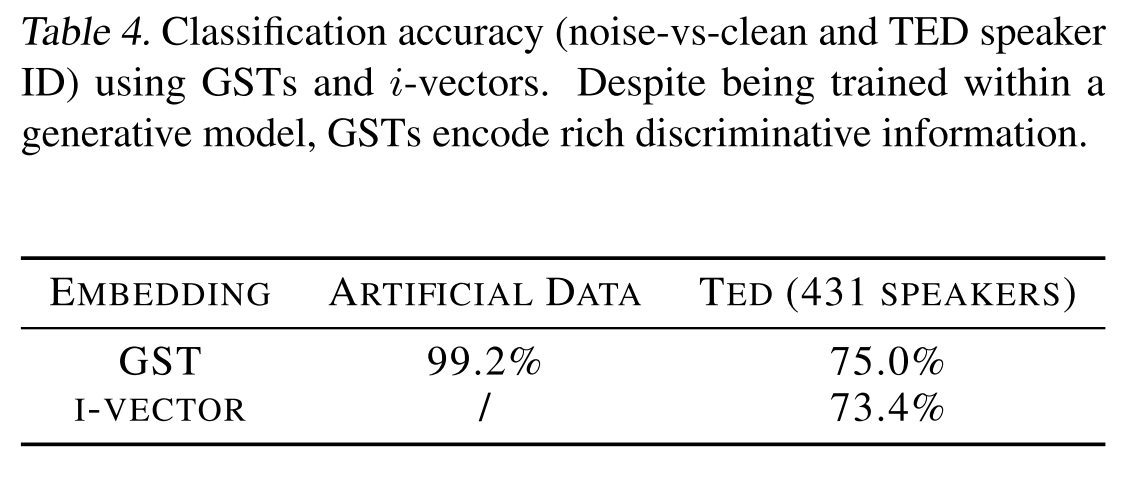 Table 4. Classification accuracy (noise-vs-clean and TED speaker
ID) using GSTs and i-vectors. Despite being trained within a
generative model, GSTs encode rich discriminative information.
EMBEDDING ARTIFICIAL DATA TED (431 SPEAKERS)
GST 99.2% 75.0%
I-VECTOR / 73.4%